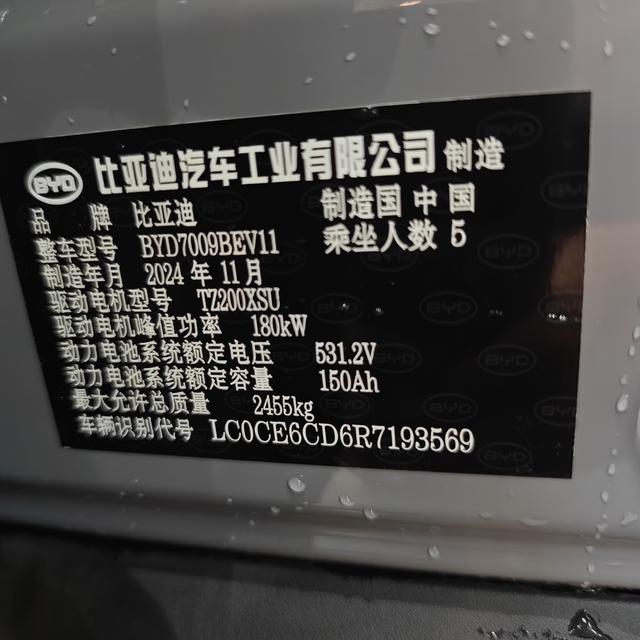 BYD 比亚迪汽车工业有限公司 制造
品牌 比亚迪 制造国 中国
整车型号 BYD7009BEV11 乘坐人数 5
制造年月 2024 年 11 月
驱动电机型号 TZ200XSU
驱动电机峰值功率 180kW
动力电池系统额定电压 531.2V
动力电池系统额定容量 150Ah
最大允许总质量 2455kg
车辆识别代号 LC0CE6CD6R7193569